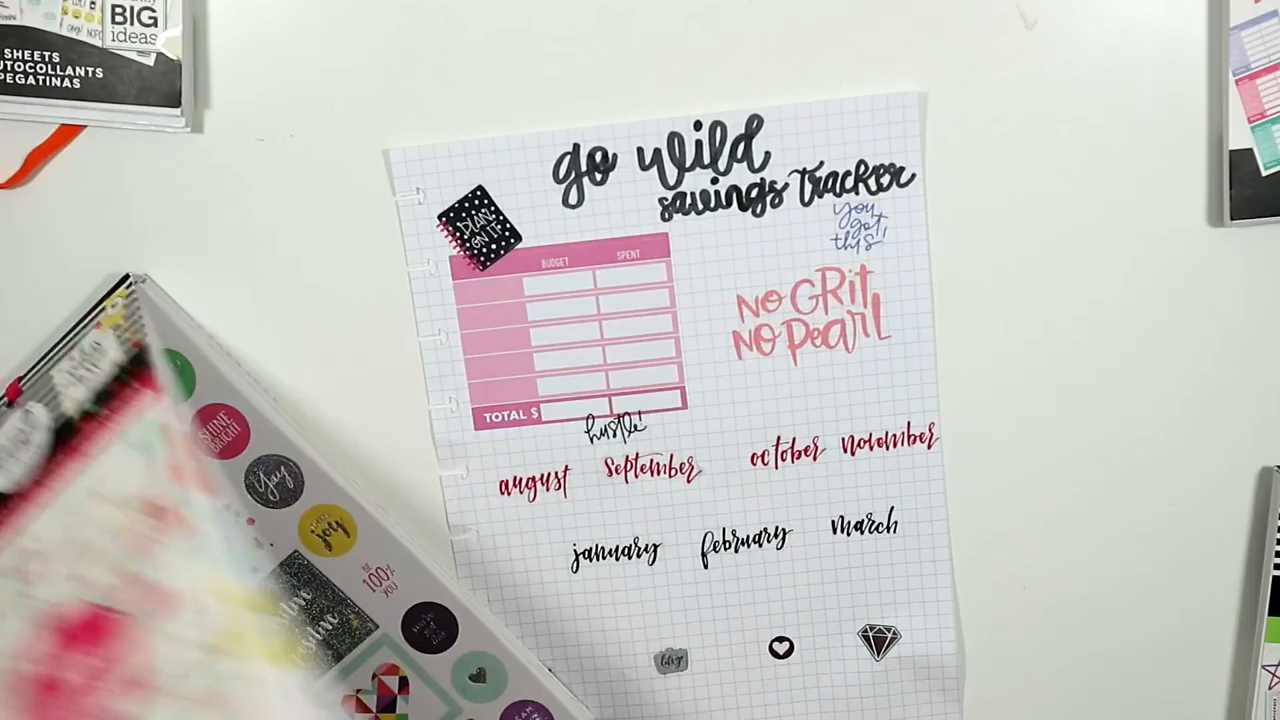 BIG
ideas
SHEETS
PEGATINAS
go wild
savings tracker
you
got
this!
PLAN
ON IT
BUDGET SPENT
NO GRIT,
NO PEARL
TOTAL $
hustle!
august september october november
january february march
SHINE
BRIGHT
Yay
joy
BE
100%
YOU